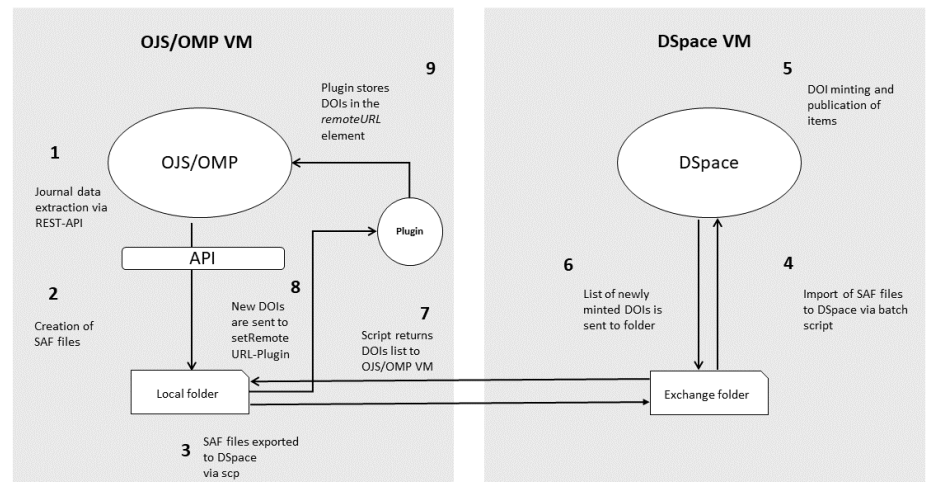 OJS/OMP VM
DSpace VM
9
Plugin stores
DOIs in the
remoteURL
element
5
DOI minting and
publication of
items
1
Journal data
extraction via
REST-API
OJS/OMP
DSpace
Plugin
API
2
Creation of
SAF files
8
New DOIs
are sent to
setRemote
URL-Plugin
7
Script returns
DOIs list to
OJS/OMP VM
6
List of newly
minted DOIs is
sent to folder
4
Import of SAF files
to DSpace via batch
script
Local folder
Exchange folder
3
SAF files exported
to DSpace
via scp